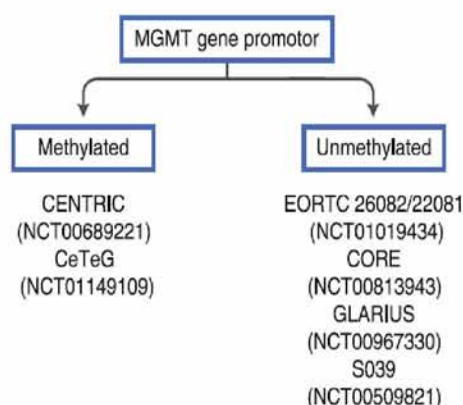 MGMT gene promotor
Methylated
CENTRIC
(NCT00689221)
CeTeG
(NCT01149109)
Unmethylated
EORTC 26082/22081
(NCT01019434)
CORE
(NCT00813943)
GLARIUS
(NCT00967330)
S039
(NCT00509821)